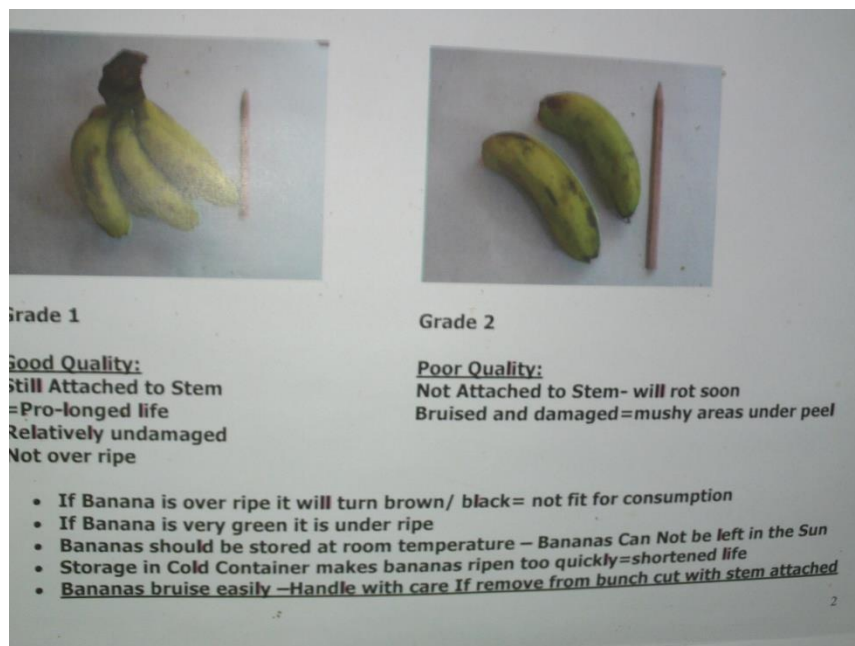 Grade 1
Good Quality:
Still Attached to Stem
=Pro-longed life
Relatively undamaged
Not over ripe
Grade 2
Poor Quality:
Not Attached to Stem- will rot soon
Bruised and damaged=mushy areas under peel
• If Banana is over ripe it will turn brown/ black= not fit for consumption
• If Banana is very green it is under ripe
• Bananas should be stored at room temperature – Bananas Can Not be left in the Sun
• Storage in Cold Container makes bananas ripen too quickly=shortened life
• Bananas bruise easily –Handle with care If remove from bunch cut with stem attached
2